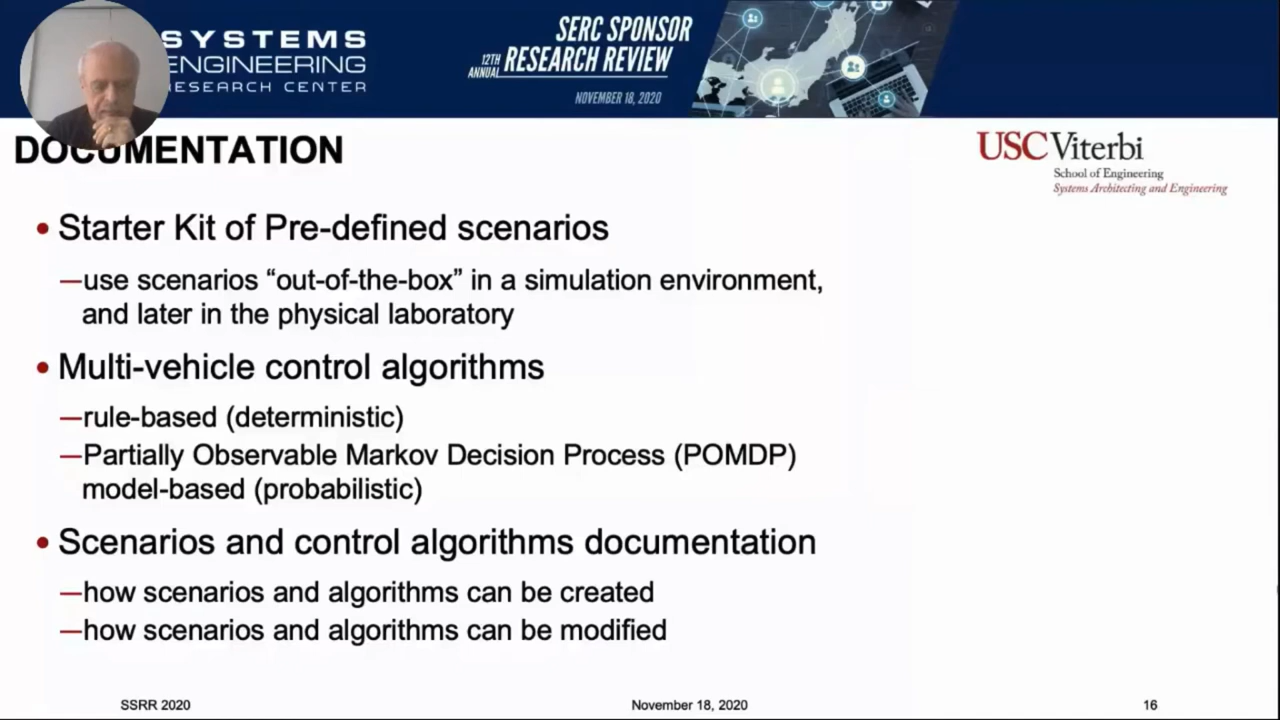 SYSTEMS
ENGINEERING
RESEARCH CENTER
SERC SPONSOR
12TH ANNUAL RESEARCH REVIEW
NOVEMBER 18, 2020
DOCUMENTATION
USC Viterbi
School of Engineering
Systems Architecting and Engineering
• Starter Kit of Pre-defined scenarios
—use scenarios “out-of-the-box” in a simulation environment,
and later in the physical laboratory
• Multi-vehicle control algorithms
—rule-based (deterministic)
—Partially Observable Markov Decision Process (POMDP)
model-based (probabilistic)
• Scenarios and control algorithms documentation
—how scenarios and algorithms can be created
—how scenarios and algorithms can be modified
SSRR 2020
November 18, 2020
16